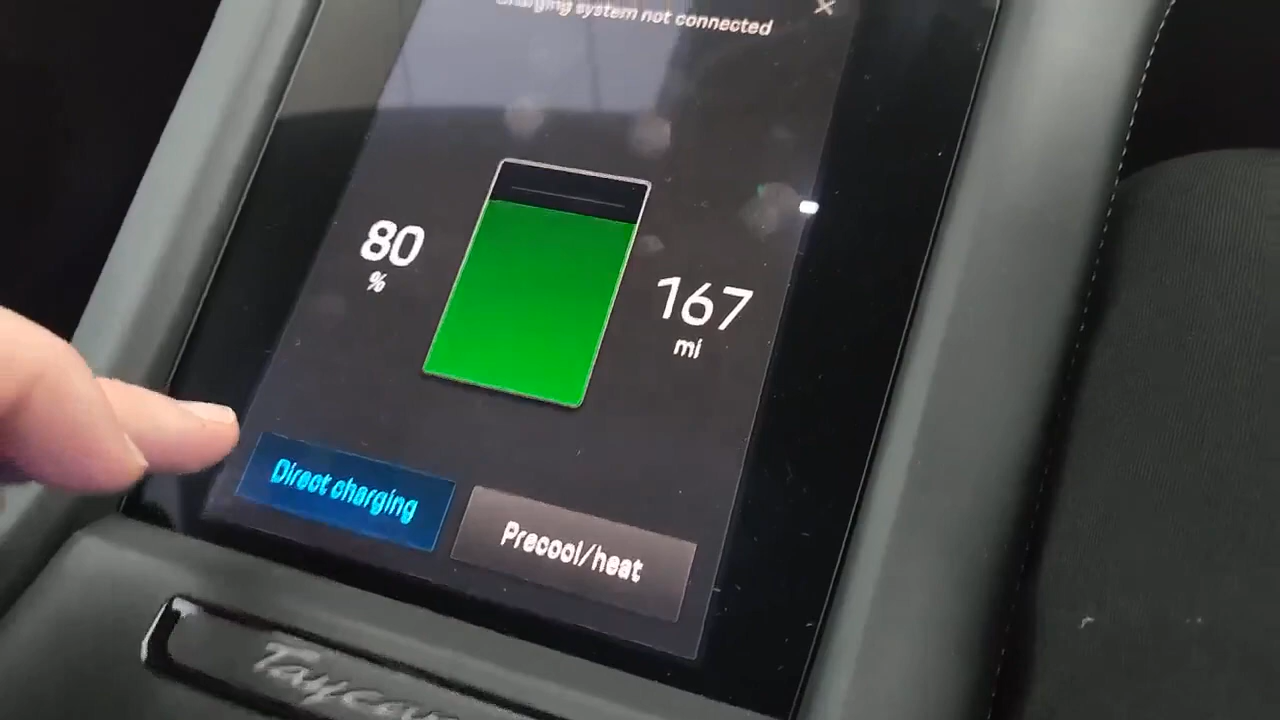 Charging system not connected
80
%
167
mi
Direct charging
Precool/heat
Taycan